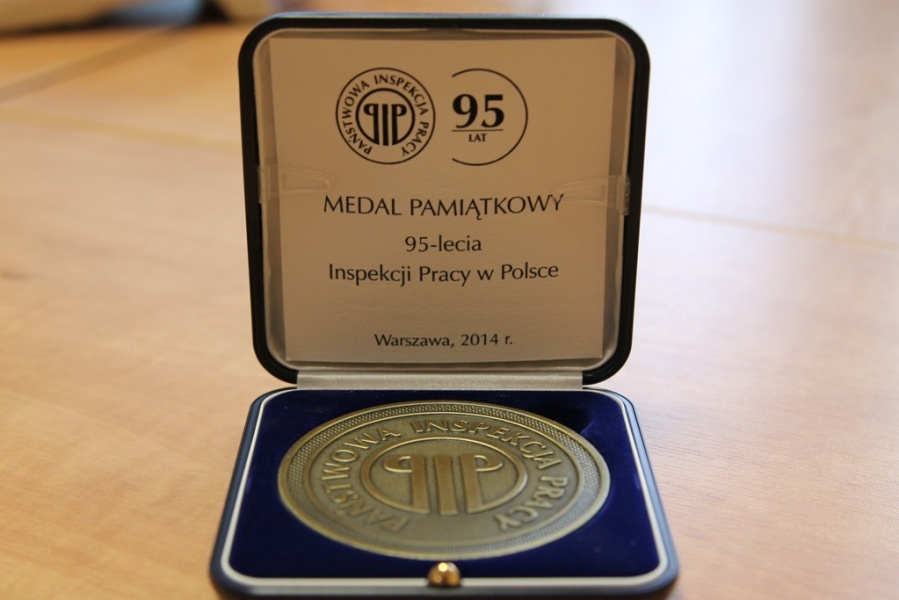 PAŃSTWOWA INSPEKCJA PRACY
PIP
95
LAT
MEDAL PAMIĄTKOWY
95-lecia
Inspekcji Pracy w Polsce
Warszawa, 2014 r.
PAŃSTWOWA INSPEKCJA PRACY
PIP